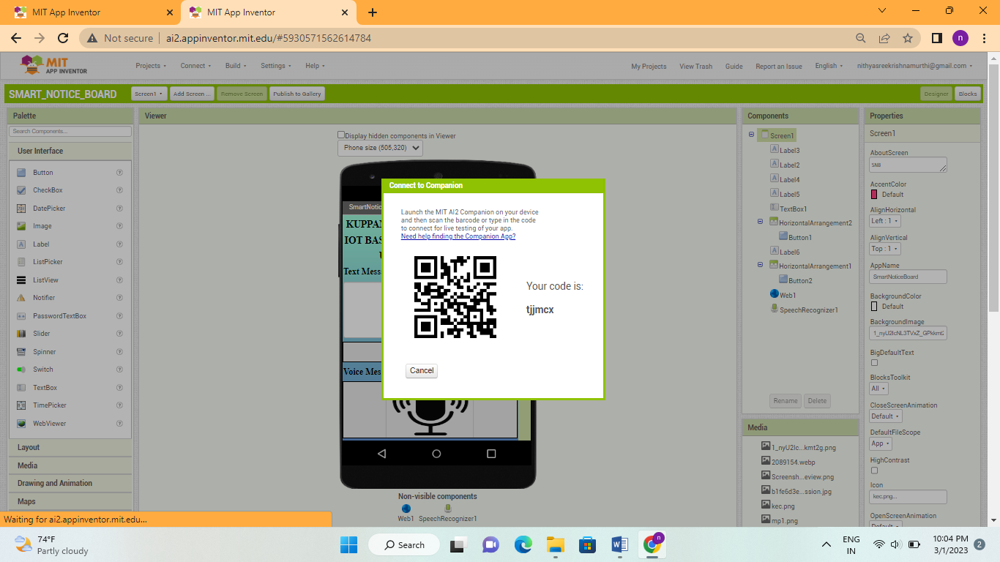 MIT App Inventor
MIT App Inventor
Not secure
ai2.appinventor.mit.edu/#5930571562614784
n
MIT
APP INVENTOR
Projects
Connect
Build
Settings
Help
My Projects
View Trash
Guide
Report an Issue
English
nithyasreekrishnamurthi@gmail.com
SMART_NOTICE_BOARD
Screen1
Add Screen ...
Remove Screen
Publish to Gallery
Designer
Blocks
Palette
Search Components...
User Interface
Button
CheckBox
DatePicker
Image
Label
ListPicker
ListView
Notifier
PasswordTextBox
Slider
Spinner
Switch
TextBox
TimePicker
WebViewer
Layout
Media
Drawing and Animation
Maps
Viewer
Display hidden components in Viewer
Phone size (505,320)
SmartNotic
KUPPAN
IOT BAS
Text Mess
Voice Mes
Connect to Companion
Launch the MIT AI2 Companion on your device
and then scan the barcode or type in the code
to connect for live testing of your app.
Need help finding the Companion App?
Your code is:
tjjmcx
Cancel
Non-visible components
Web1
SpeechRecognizer1
Components
Screen1
Label3
Label2
Label4
Label5
TextBox1
HorizontalArrangement2
Button1
Label6
HorizontalArrangement1
Button2
Web1
SpeechRecognizer1
Rename
Delete
Media
1_nyU2lc...kmt2g.png
2089154.webp
Screensh...eview.png
b1fe6d3e...ssion.jpg
kec.png
mp1.png
Properties
Screen1
AboutScreen
SNB
AccentColor
Default
AlignHorizontal
Left : 1
AlignVertical
Top : 1
AppName
SmartNoticeBoard
BackgroundColor
Default
BackgroundImage
1_nyU2lcNL3TVxZ_GPkkmt2
BigDefaultText
BlocksToolkit
All
CloseScreenAnimation
Default
DefaultFileScope
App
HighContrast
Icon
kec.png...
OpenScreenAnimation
Default
Waiting for ai2.appinventor.mit.edu...
74°F
Partly cloudy
Search
n
ENG
IN
10:04 PM
3/1/2023
2